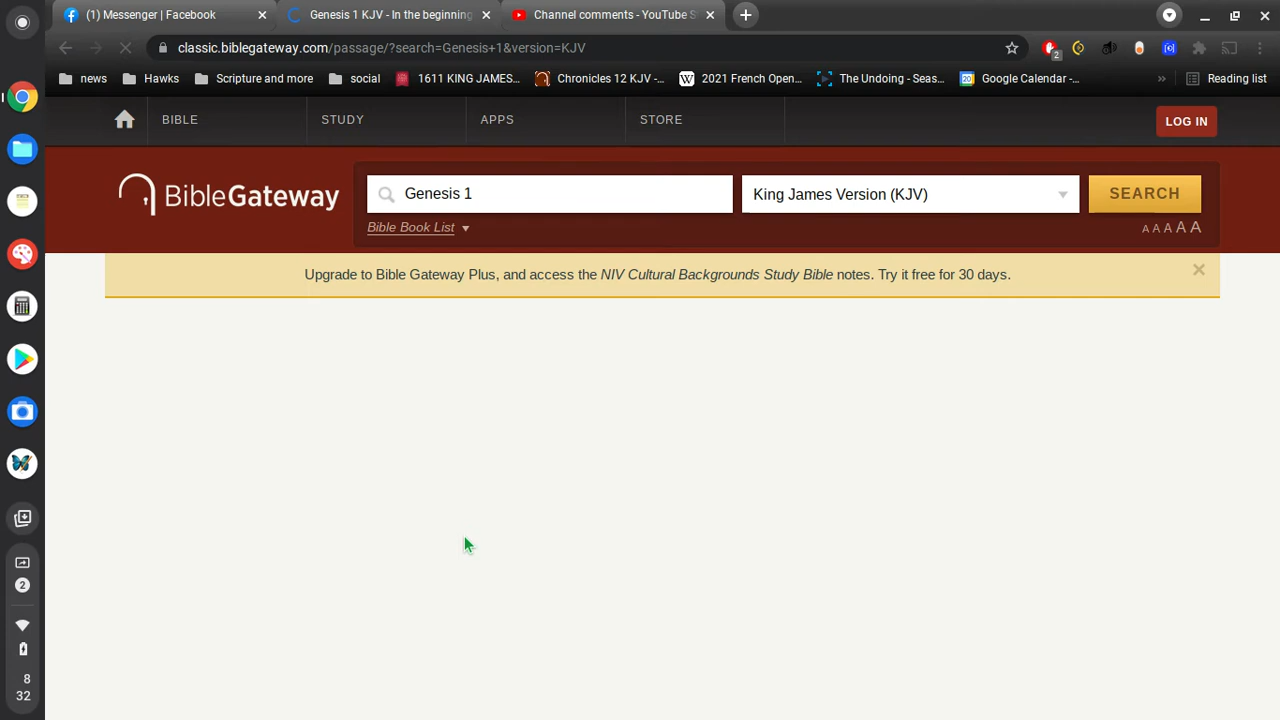 (1) Messenger | Facebook
Genesis 1 KJV - In the beginning
Channel comments - YouTube S
classic.biblegateway.com/passage/?search=Genesis+1&version=KJV
2
news
Hawks
Scripture and more
social
1611 KING JAMES...
Chronicles 12 KJV -...
W
2021 French Open...
The Undoing - Seas...
20
Google Calendar -...
»
Reading list
BIBLE
STUDY
APPS
STORE
LOG IN
BibleGateway
Genesis 1
King James Version (KJV)
SEARCH
Bible Book List
A A A A A
Upgrade to Bible Gateway Plus, and access the NIV Cultural Backgrounds Study Bible notes. Try it free for 30 days.
2
8
32